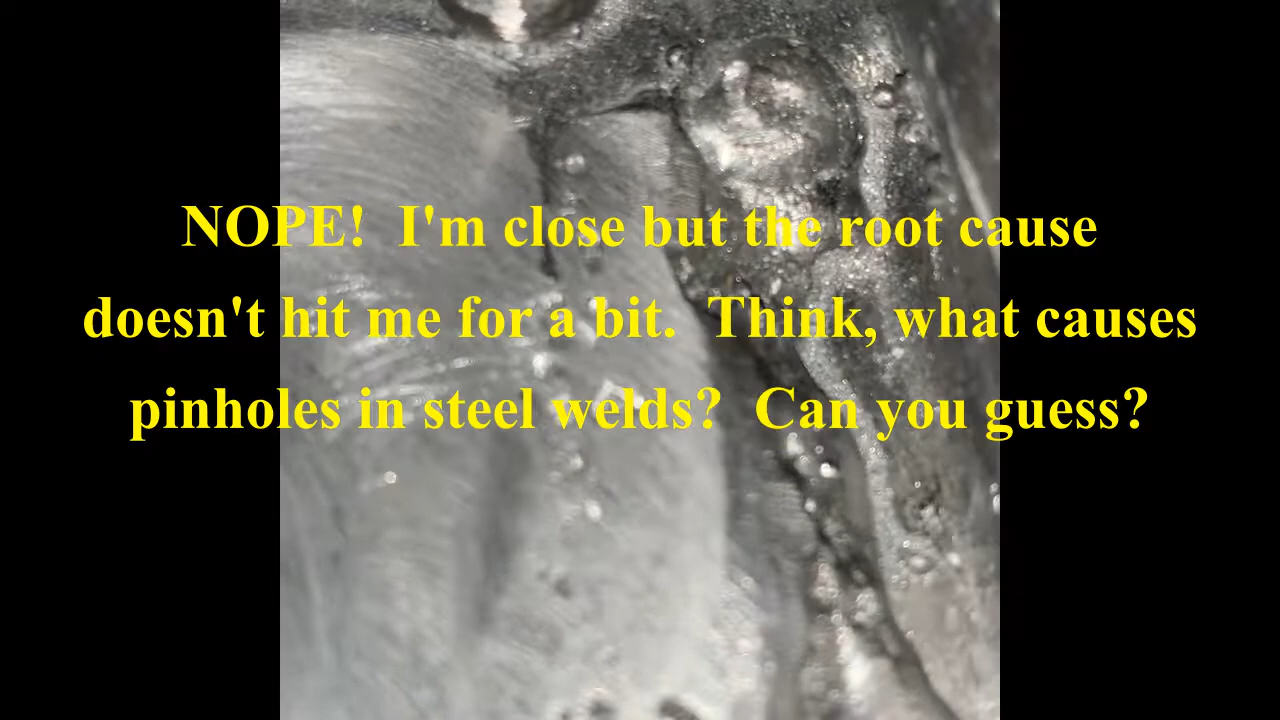 NOPE!  I'm close but the root cause
doesn't hit me for a bit.  Think, what causes
pinholes in steel welds?  Can you guess?